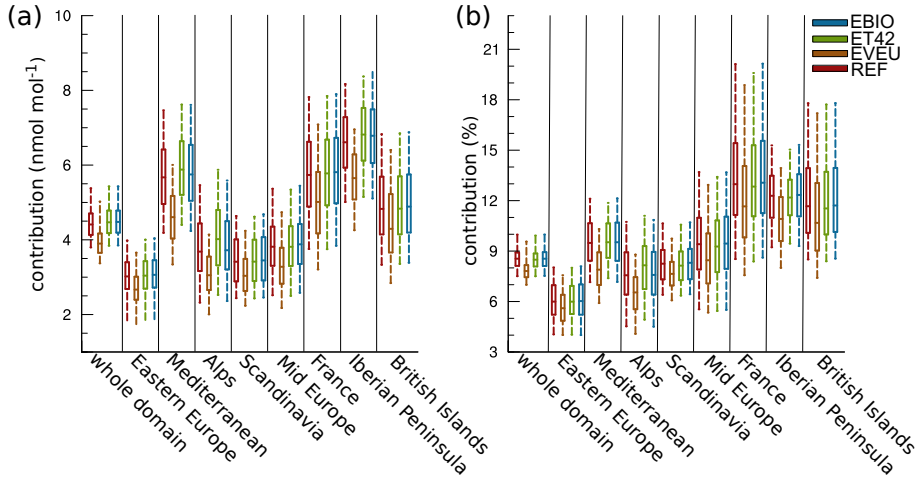 (a)
contribution (nmol mol⁻¹)
10
8
6
4
2
whole domain
Eastern Europe
Mediterranean
Alps
Scandinavia
Mid Europe
France
Iberian Peninsula
British Islands
(b)
contribution (%)
21
18
15
12
9
6
3
whole domain
Eastern Europe
Mediterranean
Alps
Scandinavia
Mid Europe
France
Iberian Peninsula
British Islands
EBIO
ET42
EVEU
REF